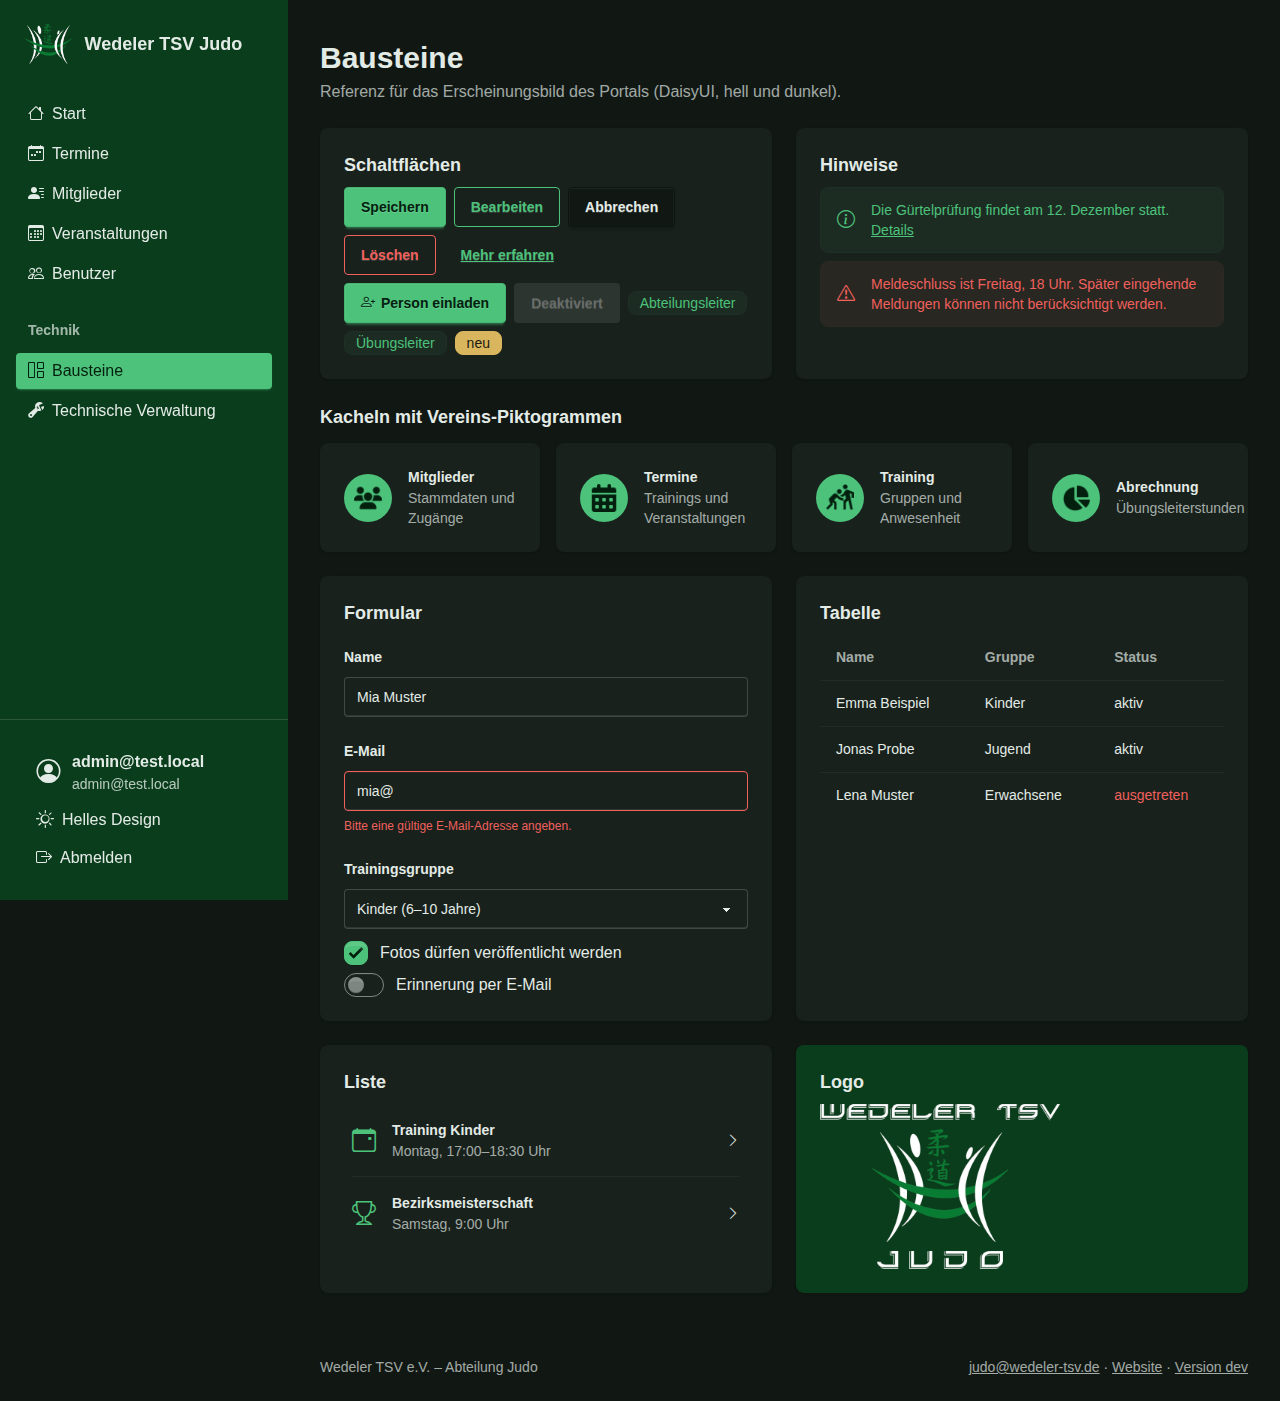 Wedeler TSV Judo
Start
Termine
Mitglieder
Veranstaltungen
Benutzer
Technik
Bausteine
Technische Verwaltung
admin@test.local
admin@test.local
Helles Design
Abmelden
Bausteine
Referenz für das Erscheinungsbild des Portals (DaisyUI, hell und dunkel).
Schaltflächen
Speichern Bearbeiten Abbrechen
Löschen Mehr erfahren
Person einladen Deaktiviert Abteilungsleiter
Übungsleiter neu
Hinweise
Die Gürtelprüfung findet am 12. Dezember statt.
Details
Meldeschluss ist Freitag, 18 Uhr. Später eingehende
Meldungen können nicht berücksichtigt werden.
Kacheln mit Vereins-Piktogrammen
Mitglieder
Stammdaten und
Zugänge
Termine
Trainings und
Veranstaltungen
Training
Gruppen und
Anwesenheit
Abrechnung
Übungsleiterstunden
Formular
Name
Mia Muster
E-Mail
mia@
Bitte eine gültige E-Mail-Adresse angeben.
Trainingsgruppe
Kinder (6–10 Jahre)
Fotos dürfen veröffentlicht werden
Erinnerung per E-Mail
Tabelle
Name Gruppe Status
Emma Beispiel Kinder aktiv
Jonas Probe Jugend aktiv
Lena Muster Erwachsene ausgetreten
Liste
Training Kinder
Montag, 17:00–18:30 Uhr
Bezirksmeisterschaft
Samstag, 9:00 Uhr
Logo
WEDELER TSV
柔
道
JUDO
Wedeler TSV e.V. – Abteilung Judo
judo@wedeler-tsv.de · Website · Version dev